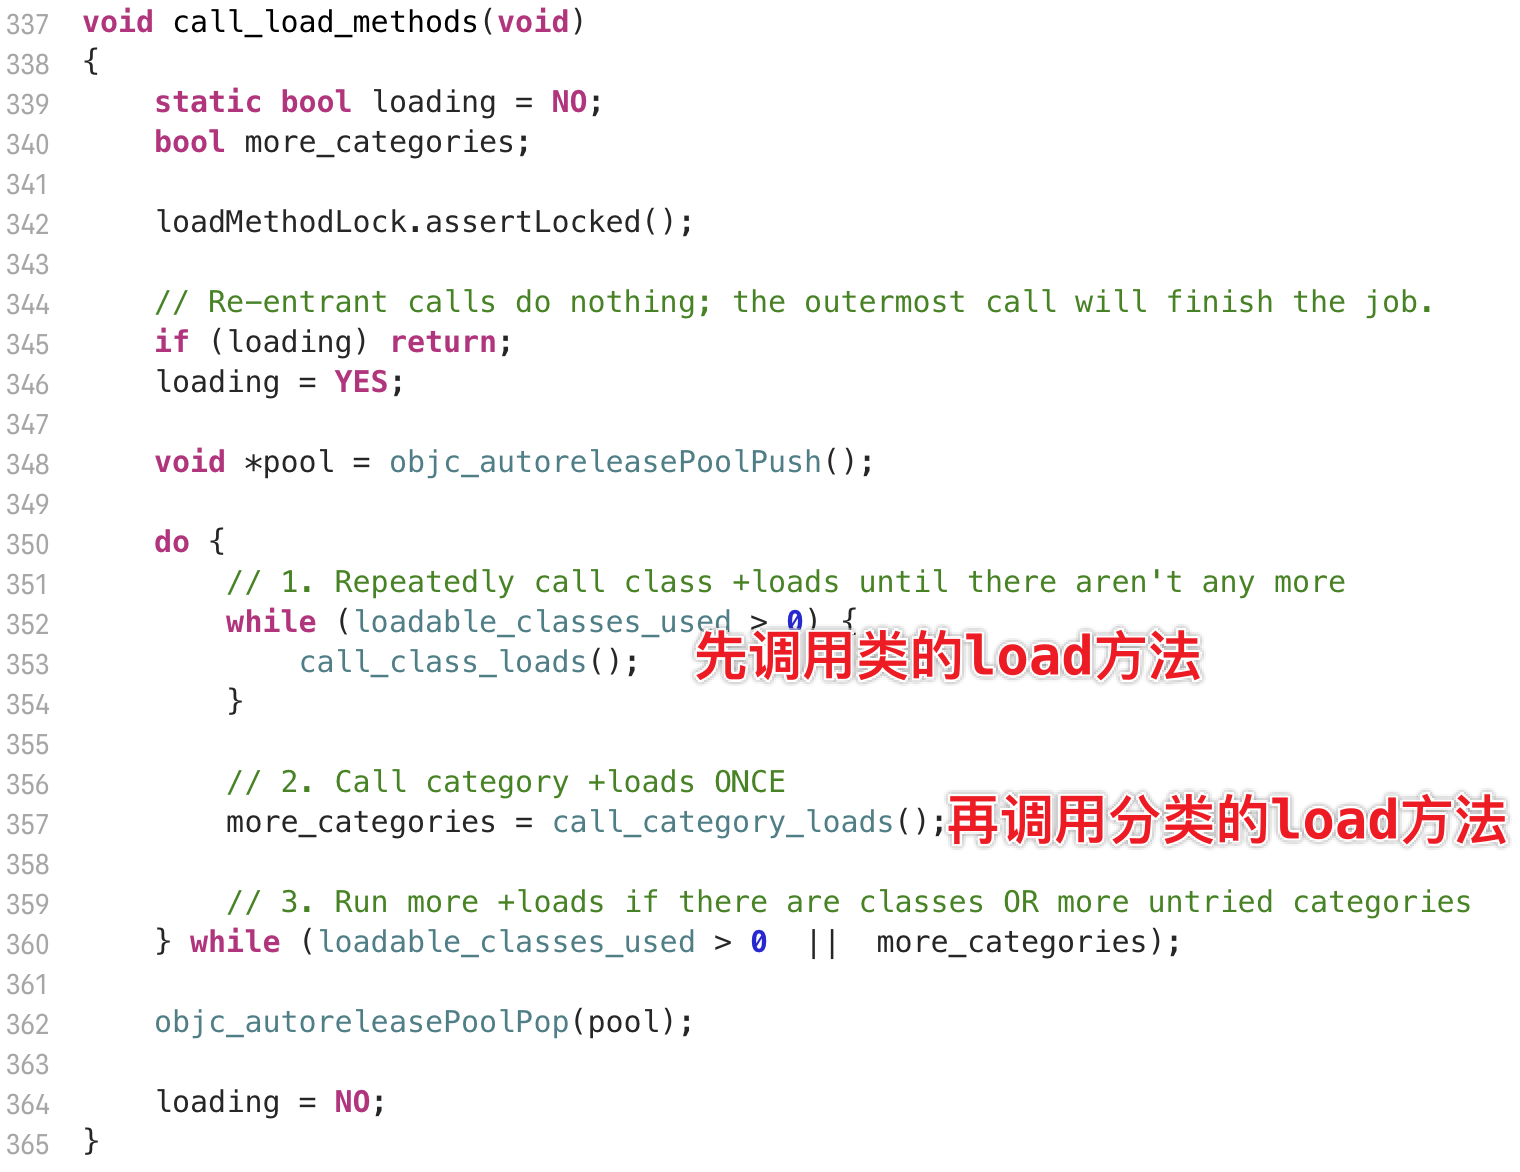 337 void call_load_methods(void)
338 {
339 static bool loading = NO;
340 bool more_categories;
341
342 loadMethodLock.assertLocked();
343
344 // Re-entrant calls do nothing; the outermost call will finish the job.
345 if (loading) return;
346 loading = YES;
347
348 void *pool = objc_autoreleasePoolPush();
349
350 do {
351 // 1. Repeatedly call class +loads until there aren't any more
352 while (loadable_classes_used > 0) {
353 call_class_loads(); 先调用类的load方法
354 }
355
356 // 2. Call category +loads ONCE
357 more_categories = call_category_loads(); 再调用分类的load方法
358
359 // 3. Run more +loads if there are classes OR more untried categories
360 } while (loadable_classes_used > 0 || more_categories);
361
362 objc_autoreleasePoolPop(pool);
363
364 loading = NO;
365 }